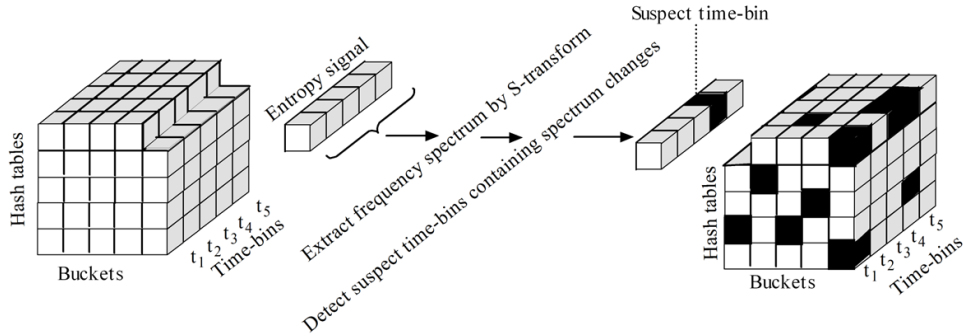 Suspect time-bin
Entropy signal
Extract frequency spectrum by S-transform
Detect suspect time-bins containing spectrum changes
Hash tables
Buckets
t1 t2 t3 t4 t5
Time-bins
Hash tables
Buckets
t1 t2 t3 t4 t5
Time-bins